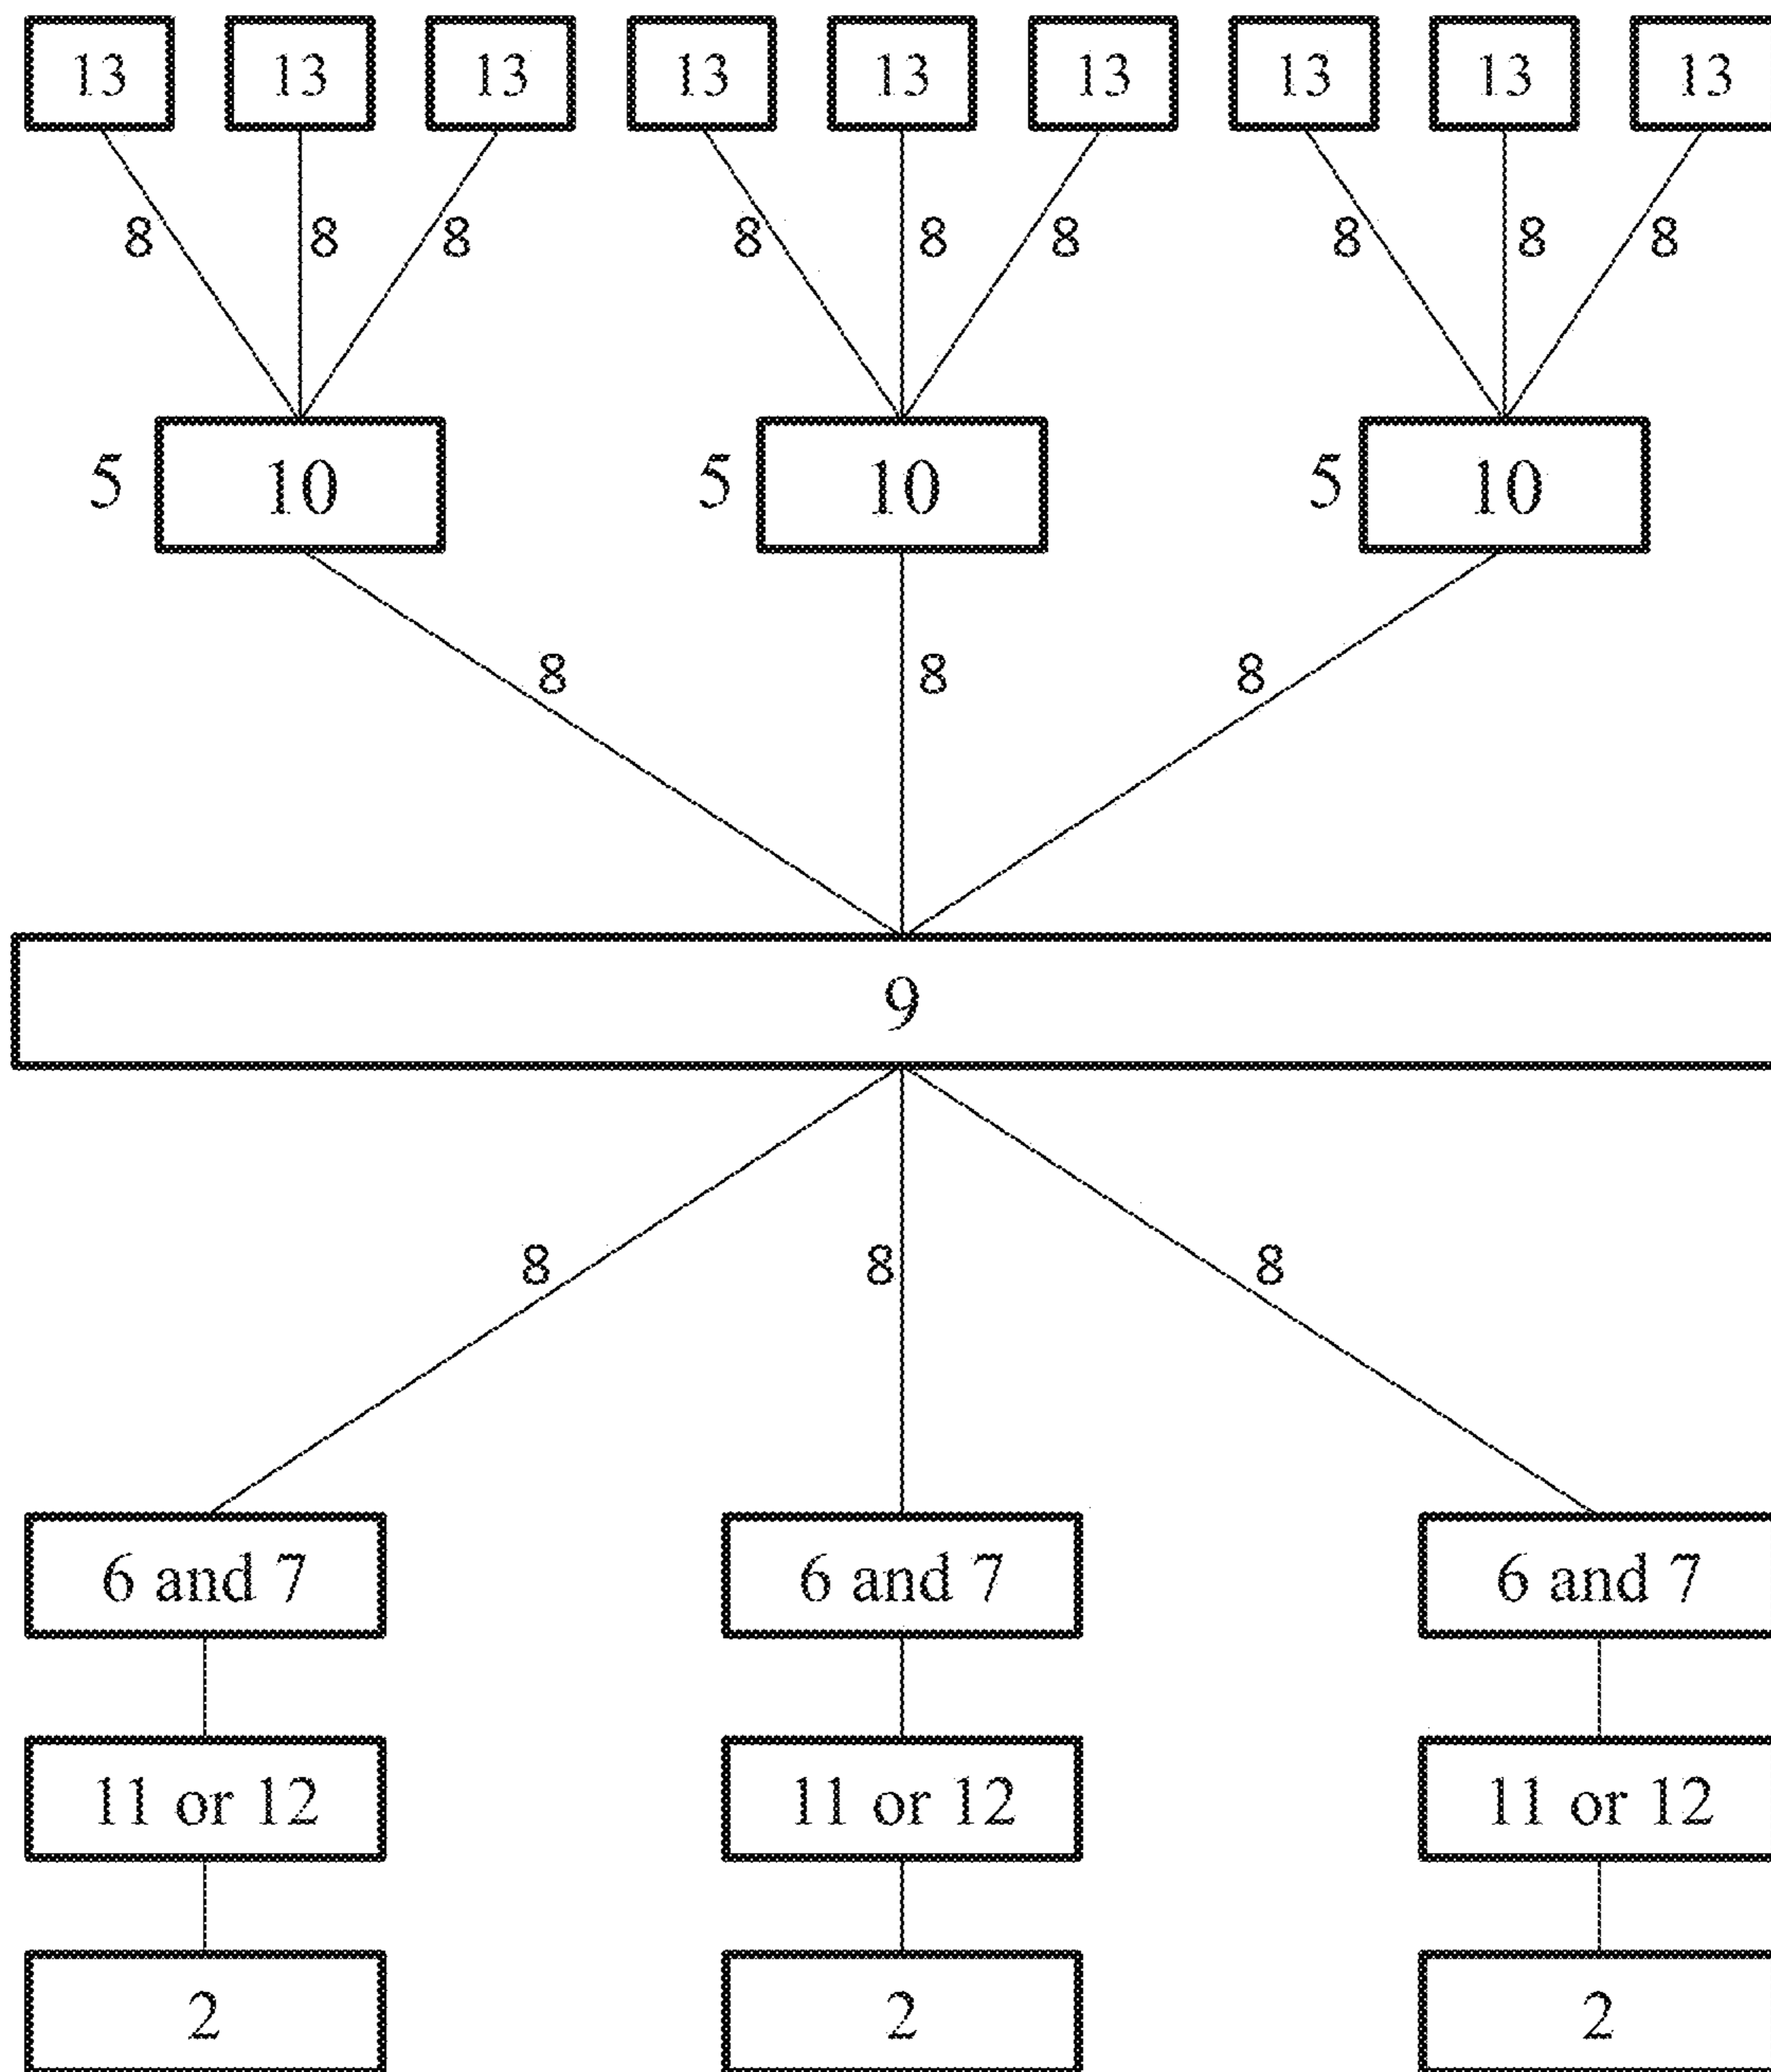 13 13 13 13 13 13 13 13 13
8 8 8 8 8 8 8 8 8
5 10 5 10 5 10
8 8 8
9
8 8 8
6 and 7 6 and 7 6 and 7
11 or 12 11 or 12 11 or 12
2 2 2